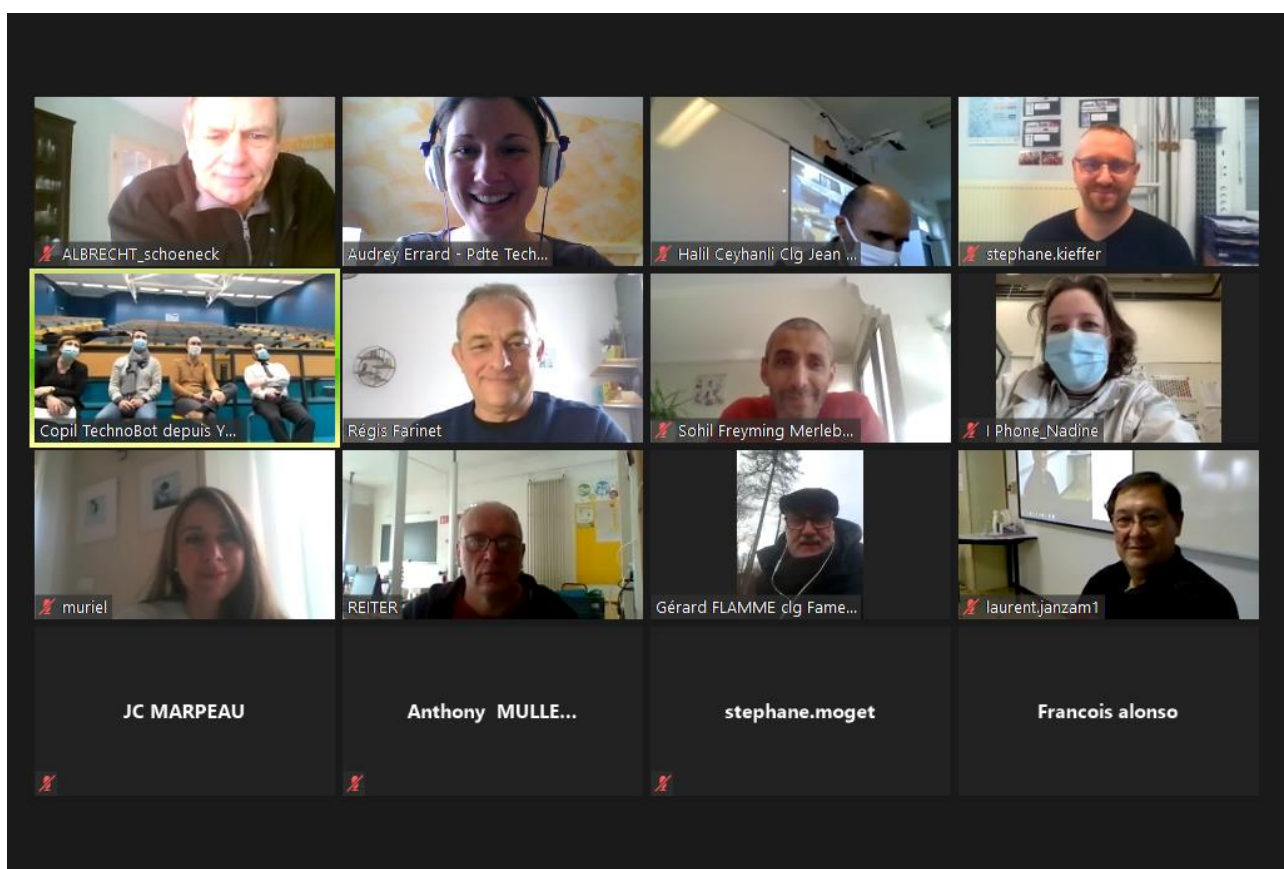 ALBRECHT_schoeneck
Audrey Errard - Pdte Tech...
Halil Ceyhanli Clg Jean ...
stephane.kieffer
Copil TechnoBot depuis Y...
Régis Farinet
Sohil Freyming Merleb...
I Phone_Nadine
muriel
REITER
Gérard FLAMME clg Fame...
laurent.janzam1
JC MARPEAU
Anthony MULLE...
stephane.moget
Francois alonso